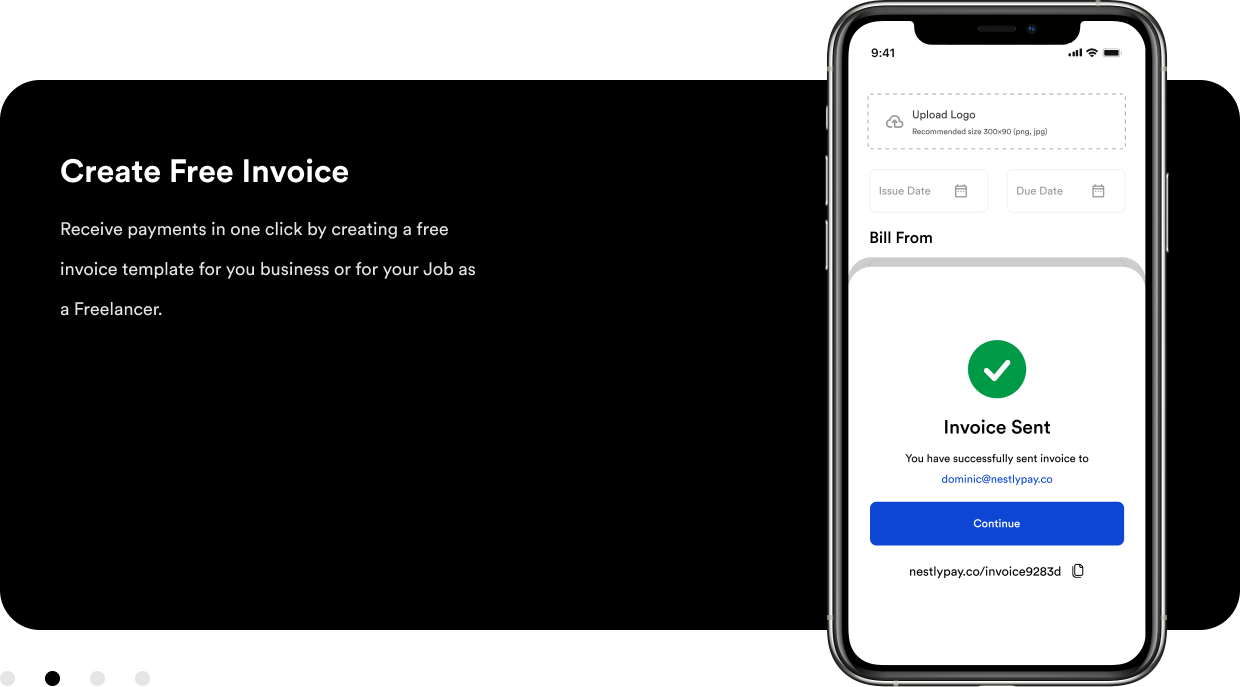 Create Free Invoice
Receive payments in one click by creating a free
invoice template for you business or for your Job as
a Freelancer.
9:41
Upload Logo
Recommended size 300x90 (png, jpg)
Issue Date
Due Date
Bill From
Invoice Sent
You have successfully sent invoice to
dominic@nestlypay.co
Continue
nestlypay.co/invoice9283d